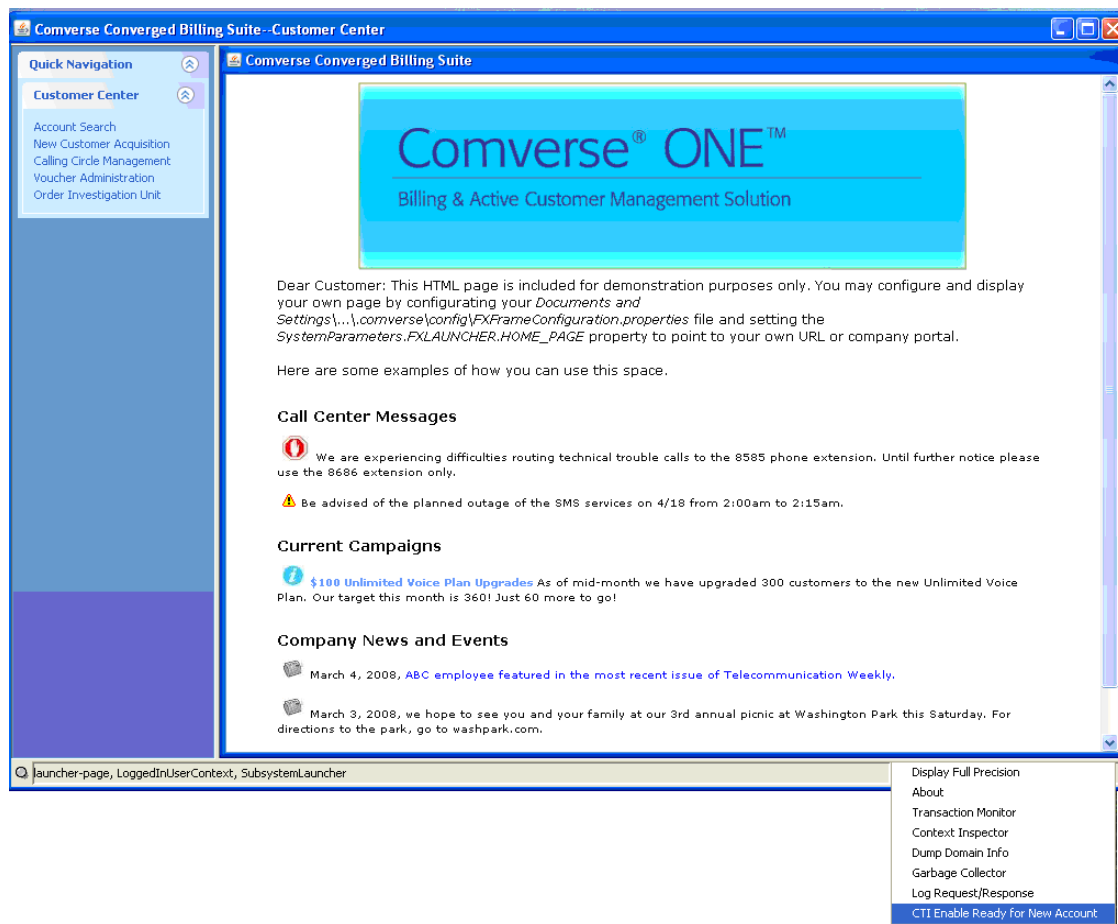 Comverse Converged Billing Suite--Customer Center
Quick Navigation
Customer Center
Account Search
New Customer Acquisition
Calling Circle Management
Voucher Administration
Order Investigation Unit
Comverse Converged Billing Suite
Comverse® ONE™
Billing & Active Customer Management Solution
Dear Customer: This HTML page is included for demonstration purposes only. You may configure and display
your own page by configurating your Documents and
Settings\...\.comverse\config\FXFrameConfiguration.properties file and setting the
SystemParameters.FXLAUNCHER.HOME_PAGE property to point to your own URL or company portal.
Here are some examples of how you can use this space.
Call Center Messages
We are experiencing difficulties routing technical trouble calls to the 8585 phone extension. Until further notice please
use the 8686 extension only.
Be advised of the planned outage of the SMS services on 4/18 from 2:00am to 2:15am.
Current Campaigns
$100 Unlimited Voice Plan Upgrades As of mid-month we have upgraded 300 customers to the new Unlimited Voice
Plan. Our target this month is 360! Just 60 more to go!
Company News and Events
March 4, 2008, ABC employee featured in the most recent issue of Telecommunication Weekly.
March 3, 2008, we hope to see you and your family at our 3rd annual picnic at Washington Park this Saturday. For
directions to the park, go to washpark.com.
launcher-page, LoggedInUserContext, SubsystemLauncher
Display Full Precision
About
Transaction Monitor
Context Inspector
Dump Domain Info
Garbage Collector
Log Request/Response
CTI Enable Ready for New Account